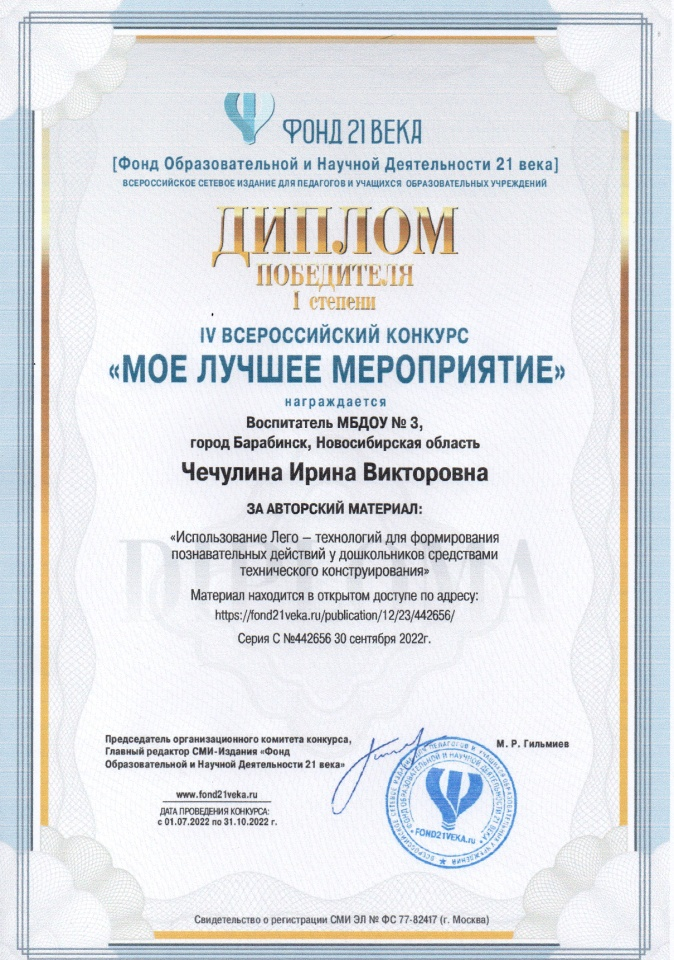 ФОНД 21 ВЕКА
[Фонд Образовательной и Научной Деятельности 21 века]
ВСЕРОССИЙСКОЕ СЕТЕВОЕ ИЗДАНИЕ ДЛЯ ПЕДАГОГОВ И УЧАЩИХСЯ ОБРАЗОВАТЕЛЬНЫХ УЧРЕЖДЕНИЙ
ДИПЛОМ
ПОБЕДИТЕЛЯ
1 степени
IV ВСЕРОССИЙСКИЙ КОНКУРС
«МОЕ ЛУЧШЕЕ МЕРОПРИЯТИЕ»
награждается
Воспитатель МБДОУ № 3,
город Барабинск, Новосибирская область
Чечулина Ирина Викторовна
ЗА АВТОРСКИЙ МАТЕРИАЛ:
«Использование Лего – технологий для формирования
познавательных действий у дошкольников средствами
технического конструирования»
Материал находится в открытом доступе по адресу:
https://fond21veka.ru/publication/12/23/442656/
Серия С №442656 30 сентября 2022г.
Председатель организационного комитета конкурса,
Главный редактор СМИ-Издания «Фонд
Образовательной и Научной Деятельности 21 века»
М. Р. Гильмиев
www.fond21veka.ru
ДАТА ПРОВЕДЕНИЯ КОНКУРСА:
с 01.07.2022 по 31.10.2022 г.
FOND21VEKA.ru
Свидетельство о регистрации СМИ ЭЛ № ФС 77-82417 (г. Москва)